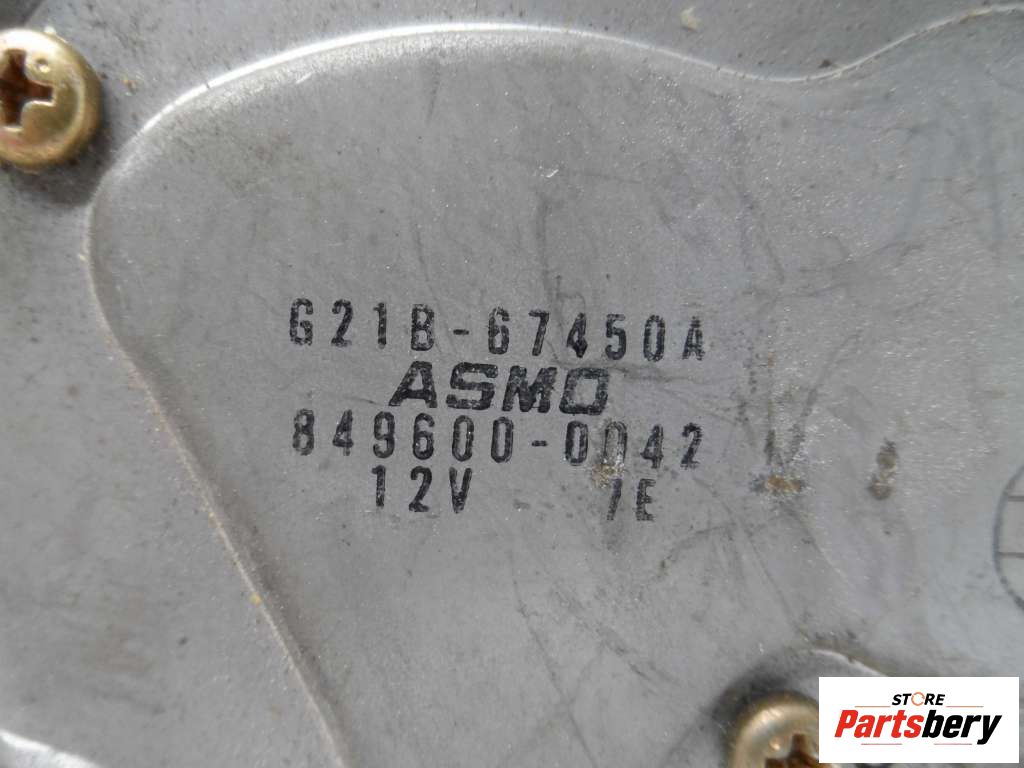 G21B-67450A
ASMO
849600-0042
12V 7E
STORE
Partsbery